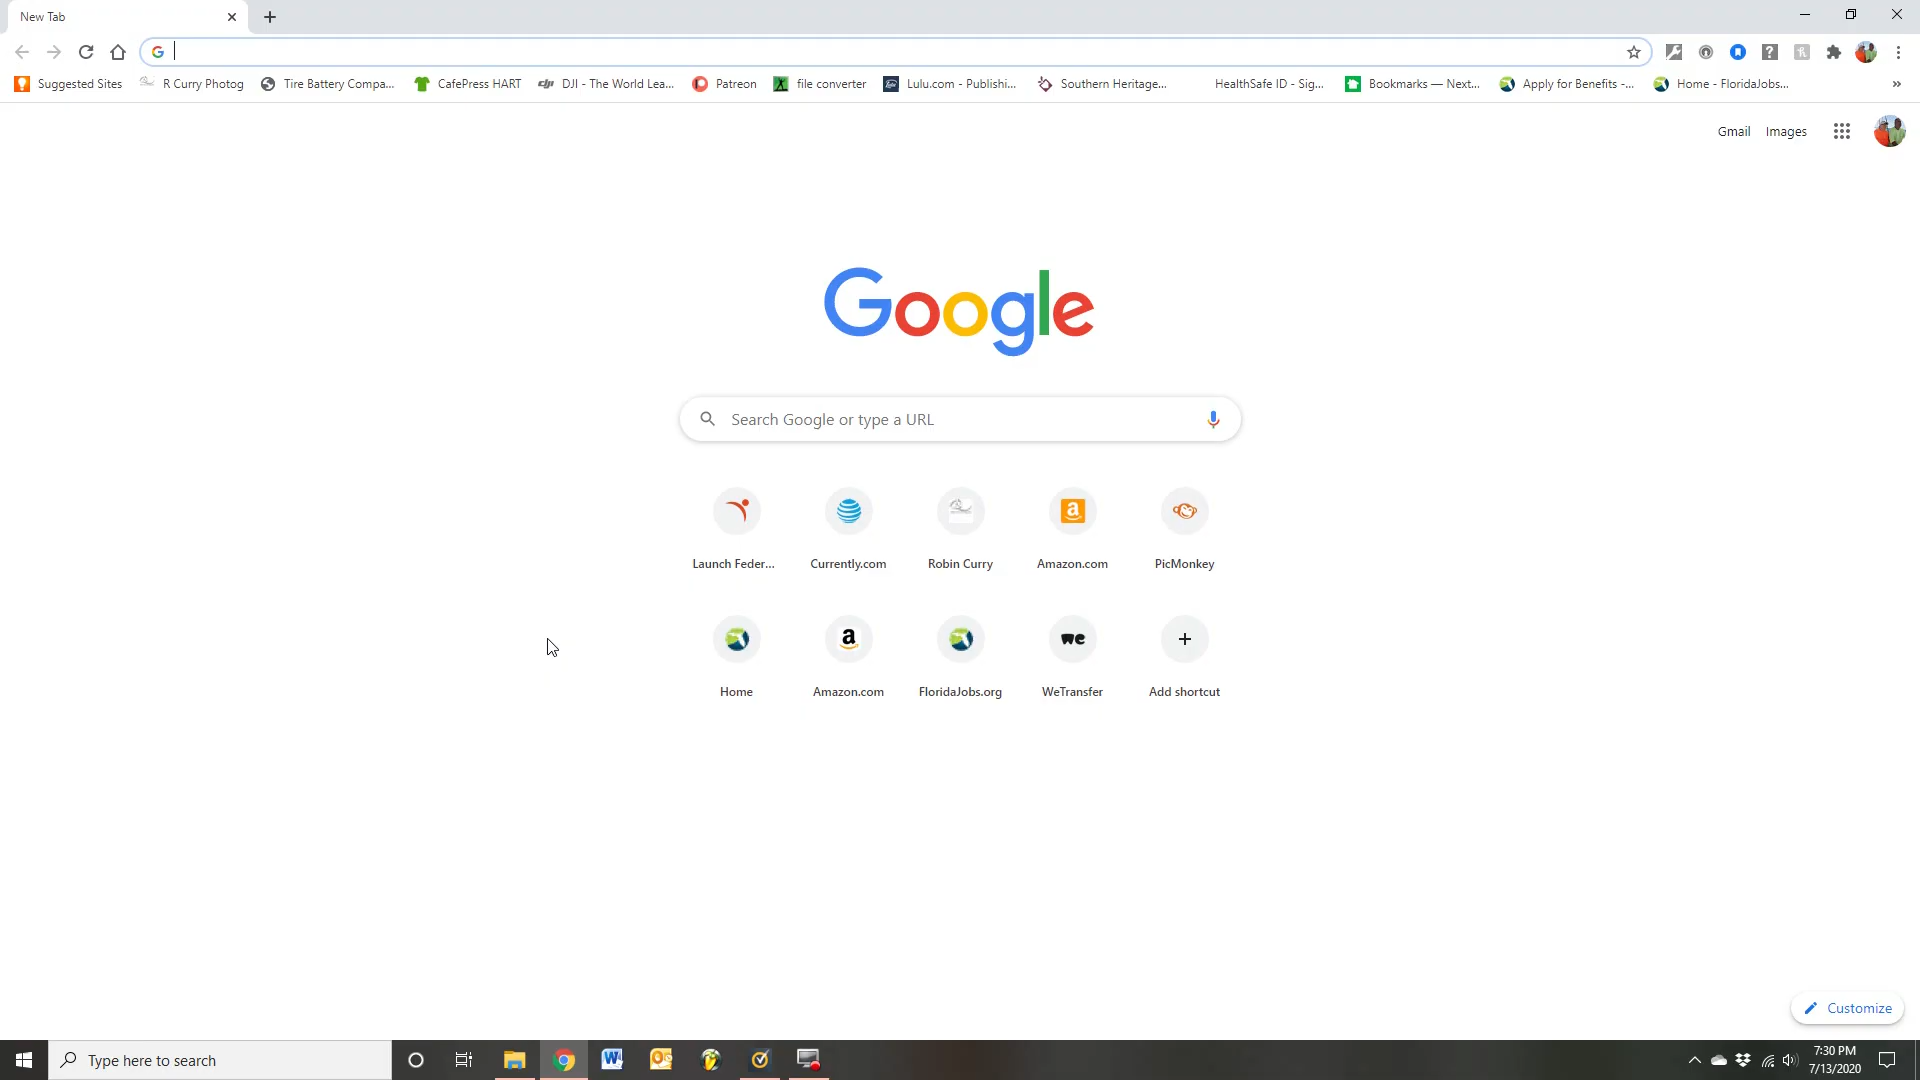 New Tab
Suggested Sites R Curry Photog Tire Battery Compa... CafePress HART DJI - The World Lea... Patreon file converter Lulu.com - Publishi... Southern Heritage... HealthSafe ID - Sig... Bookmarks — Next... Apply for Benefits -... Home - FloridaJobs...
Gmail Images
Google
Search Google or type a URL
Launch Feder... Currently.com Robin Curry Amazon.com PicMonkey
Home Amazon.com FloridaJobs.org WeTransfer Add shortcut
Customize
Type here to search
7:30 PM
7/13/2020